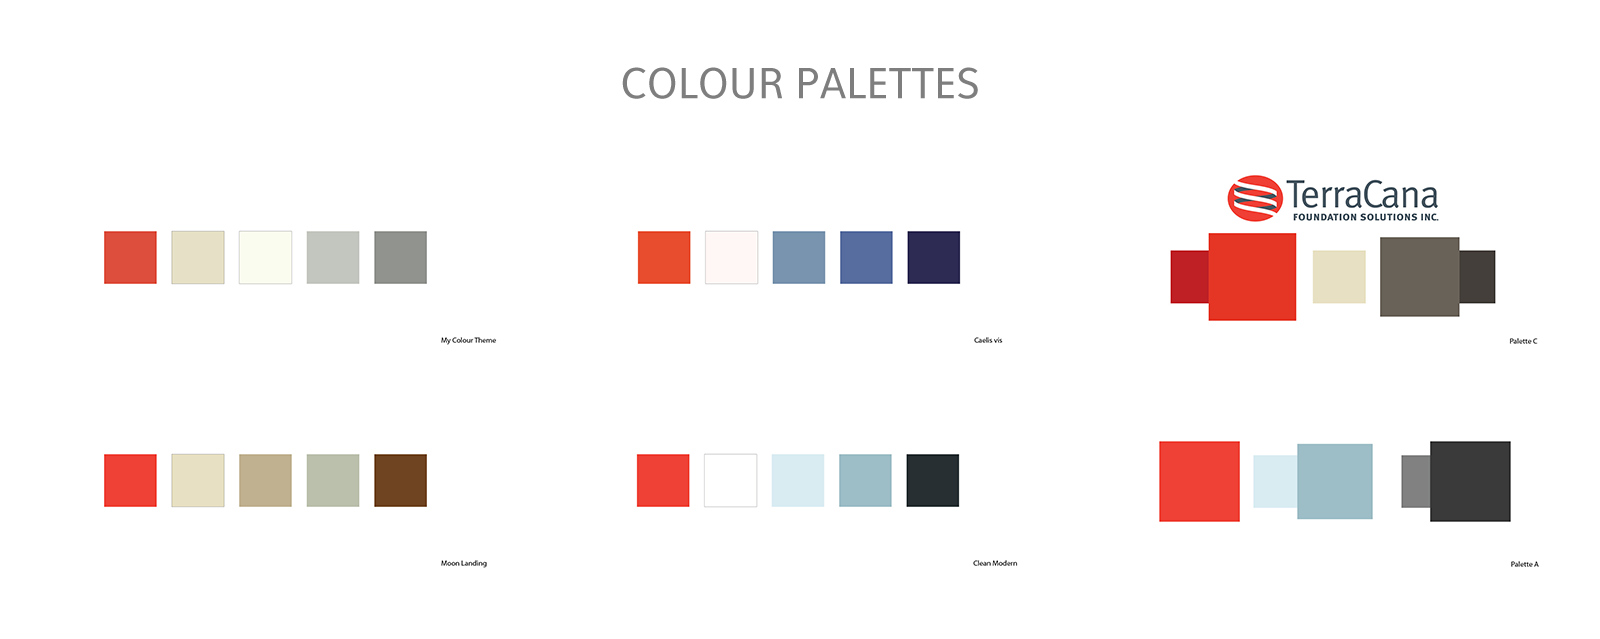 COLOUR PALETTES
TerraCana
FOUNDATION SOLUTIONS INC.
My Colour Theme
Caelis vis
Palette C
Moon Landing
Clean Modern
Palette A